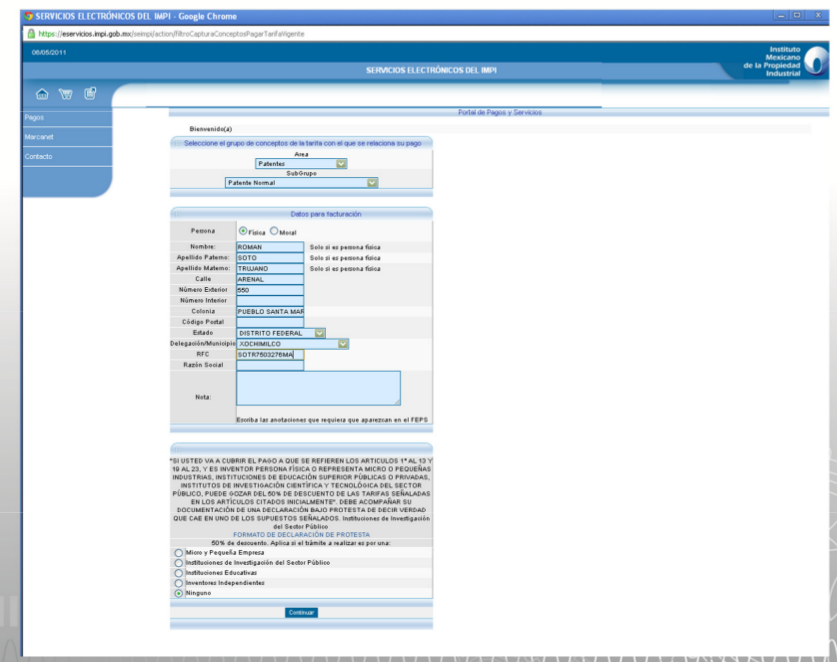 SERVICIOS ELECTRÓNICOS DEL IMPI - Google Chrome
https://eservicios.impi.gob.mx/seimpi/action/filtroCapturaConceptosPagarTarifaVigente
06/05/2011
Instituto
Mexicano
de la Propiedad
Industrial
SERVICIOS ELECTRÓNICOS DEL IMPI
Pagos
Marcanet
Contacto
Portal de Pagos y Servicios
Bienvenido(a)
Seleccione el grupo de conceptos de la tarifa con el que se relaciona su pago
Area
Patentes
SubGrupo
Patente Normal
Datos para facturación
Persona Física Moral
Nombre: ROMAN Solo si es persona física
Apellido Paterno: SOTO Solo si es persona física
Apellido Materno: TRUJANO Solo si es persona física
Calle ARENAL
Número Exterior 550
Número Interior
Colonia PUEBLO SANTA MAR
Código Postal
Estado DISTRITO FEDERAL
Delegación/Municipio XOCHIMILCO
RFC SOTR7503276MA
Razón Social
Nota:
Escriba las anotaciones que requiera que aparezcan en el FEPS
"SI USTED VA A CUBRIR EL PAGO A QUE SE REFIEREN LOS ARTICULOS 1° AL 13 Y
19 AL 23, Y ES INVENTOR PERSONA FÍSICA O REPRESENTA MICRO O PEQUEÑAS
INDUSTRIAS, INSTITUCIONES DE EDUCACIÓN SUPERIOR PÚBLICAS O PRIVADAS,
INSTITUTOS DE INVESTIGACIÓN CIENTÍFICA Y TECNOLÓGICA DEL SECTOR
PÚBLICO, PUEDE GOZAR DEL 50% DE DESCUENTO DE LAS TARIFAS SEÑALADAS
EN LOS ARTÍCULOS CITADOS INICIALMENTE". DEBE ACOMPAÑAR SU
DOCUMENTACIÓN DE UNA DECLARACIÓN BAJO PROTESTA DE DECIR VERDAD
QUE CAE EN UNO DE LOS SUPUESTOS SEÑALADOS. Instituciones de Investigación
del Sector Público
FORMATO DE DECLARACIÓN DE PROTESTA
50% de descuento. Aplica si el trámite a realizar es por una:
Micro y Pequeña Empresa
Instituciones de Investigación del Sector Público
Instituciones Educativas
Inventores Independientes
Ninguno
Continuar